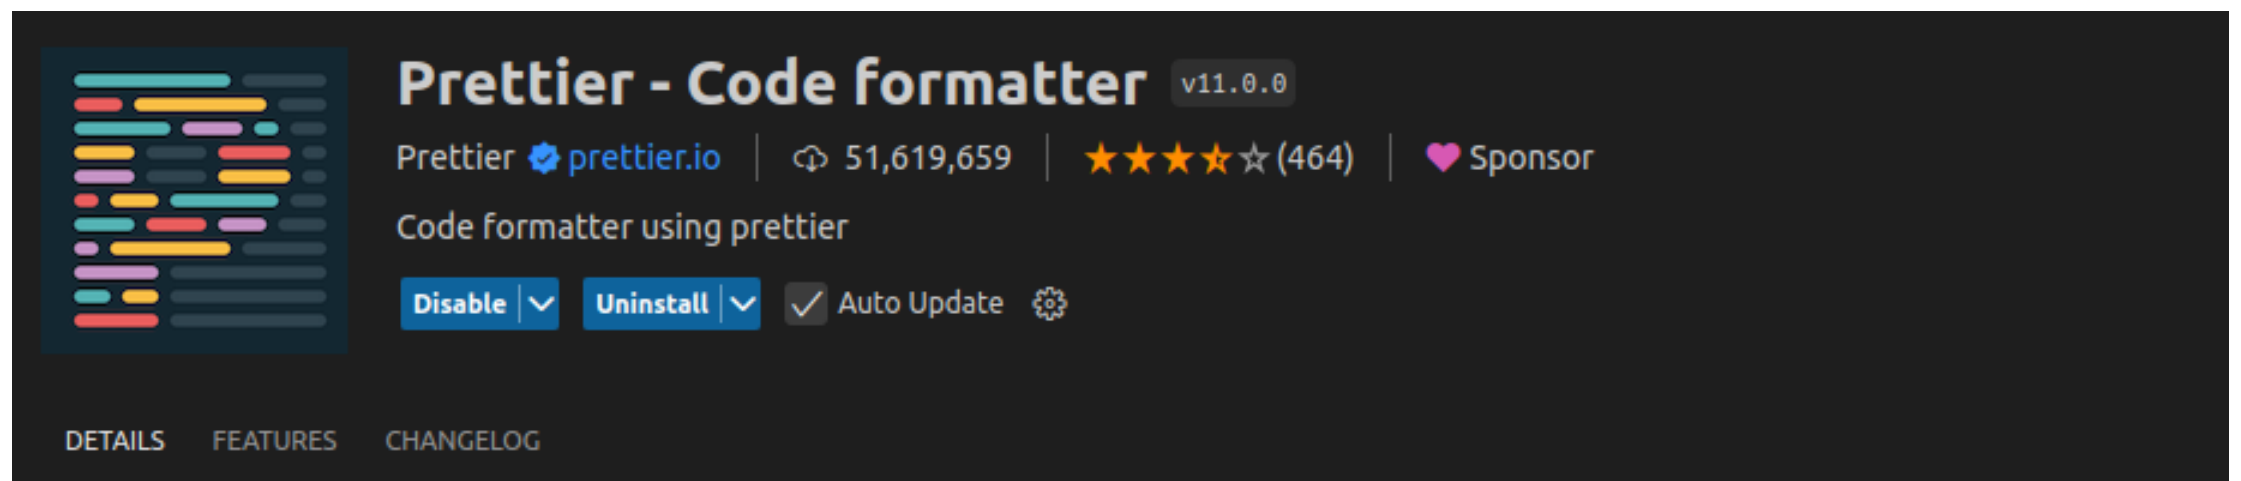 Prettier - Code formatter v11.0.0
Prettier prettier.io 51,619,659 (464) Sponsor
Code formatter using prettier
Disable Uninstall Auto Update
DETAILS FEATURES CHANGELOG